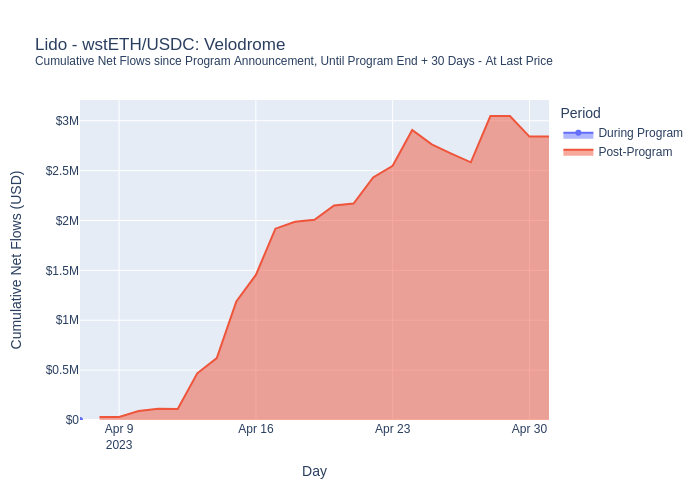 Lido - wstETH/USDC: Velodrome
Cumulative Net Flows since Program Announcement, Until Program End + 30 Days - At Last Price
Period
During Program
Post-Program
Cumulative Net Flows (USD)
$3M
$2.5M
$2M
$1.5M
$1M
$0.5M
$0
Apr 9
2023
Apr 16
Apr 23
Apr 30
Day